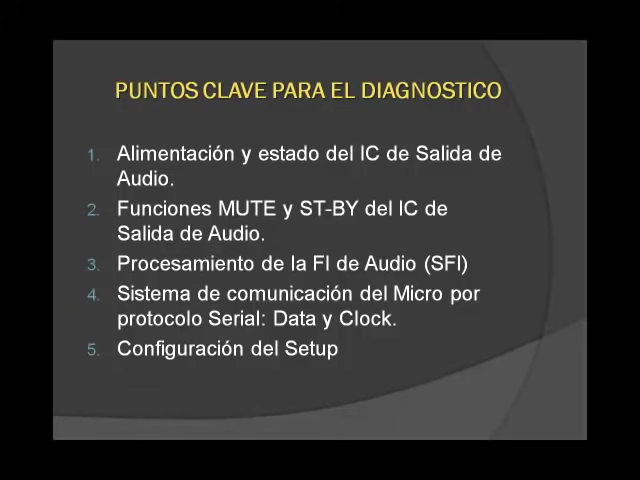 PUNTOS CLAVE PARA EL DIAGNOSTICO
1. Alimentación y estado del IC de Salida de
Audio.
2. Funciones MUTE y ST-BY del IC de
Salida de Audio.
3. Procesamiento de la FI de Audio (SFI)
4. Sistema de comunicación del Micro por
protocolo Serial: Data y Clock.
5. Configuración del Setup